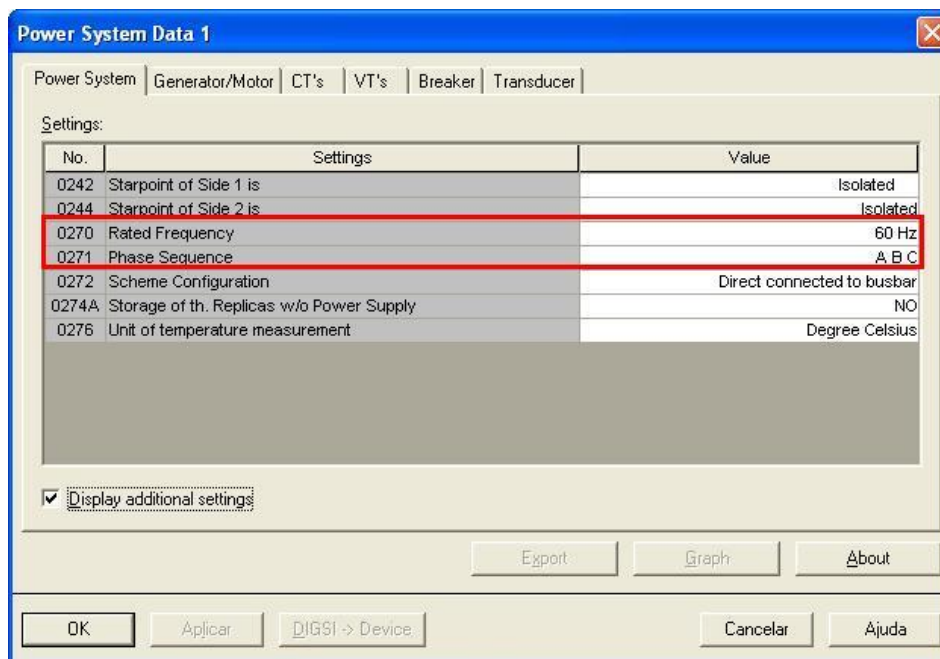 Power System Data 1
Power System Generator/Motor CT's VT's Breaker Transducer
Settings:
No. Settings Value
0242 Starpoint of Side 1 is Isolated
0244 Starpoint of Side 2 is Isolated
0270 Rated Frequency 60 Hz
0271 Phase Sequence A B C
0272 Scheme Configuration Direct connected to busbar
0274A Storage of th. Replicas w/o Power Supply NO
0276 Unit of temperature measurement Degree Celsius
Display additional settings
Export Graph About
OK Aplicar DIGSI -> Device Cancelar Ajuda